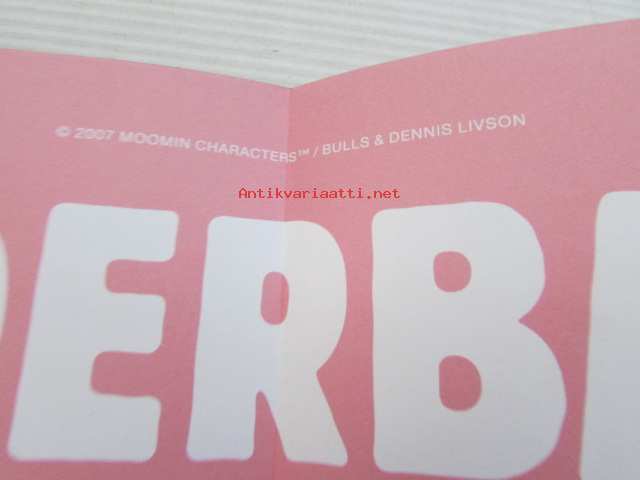 © 2007 MOOMIN CHARACTERS™ / BULLS & DENNIS LIVSON
Antikvariaatti.net
ERB